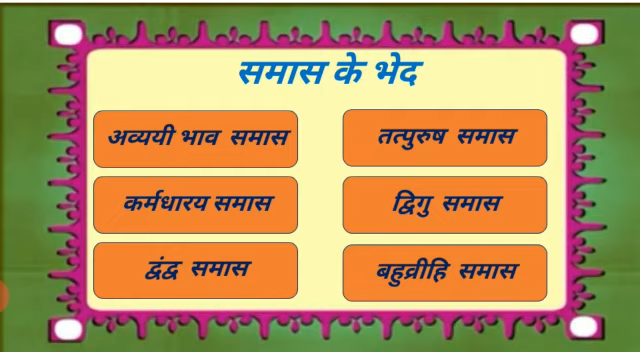 समास के भेद
अव्ययी भाव समास
तत्पुरुष समास
कर्मधारय समास
द्विगु समास
द्वंद्व समास
बहुव्रीहि समास